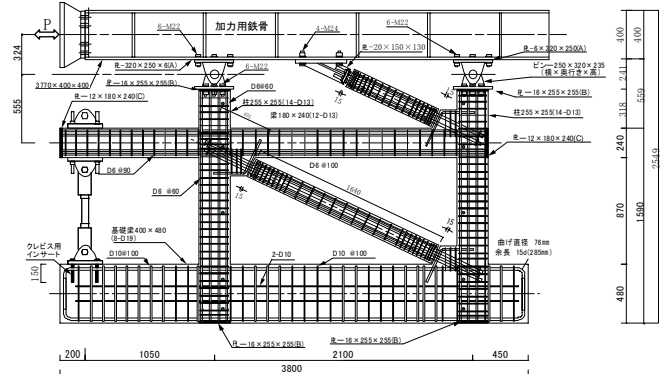 加力用鉄骨
P
6-M22
4-M24
6-M22
PL-20×150×130
PL-6×320×250(A)
PL-320×250×6(A)
6-M22
ピン-250×320×235
(横×奥行き×高)
3770×400×400
PL-16×255×255(B)
D6@60
PL-16×255×255(B)
PL-12×180×240(C)
柱255×255(14-D13)
梁180×240(12-D13)
柱255×255(14-D13)
15
15
PL-12×180×240(C)
D6 @90
D6 @60
D6 @100
1640
15
15
基礎梁400×480
(8-D19)
クレビス用
インサート
D10@100
2-D10
D10 @100
曲げ直径 76mm
余長 15d(285mm)
150
PL-16×255×255(B)
PL-16×255×255(B)
324
555
400
400
241
318
559
240
870
1590
480
2549
200
1050
2100
450
3800